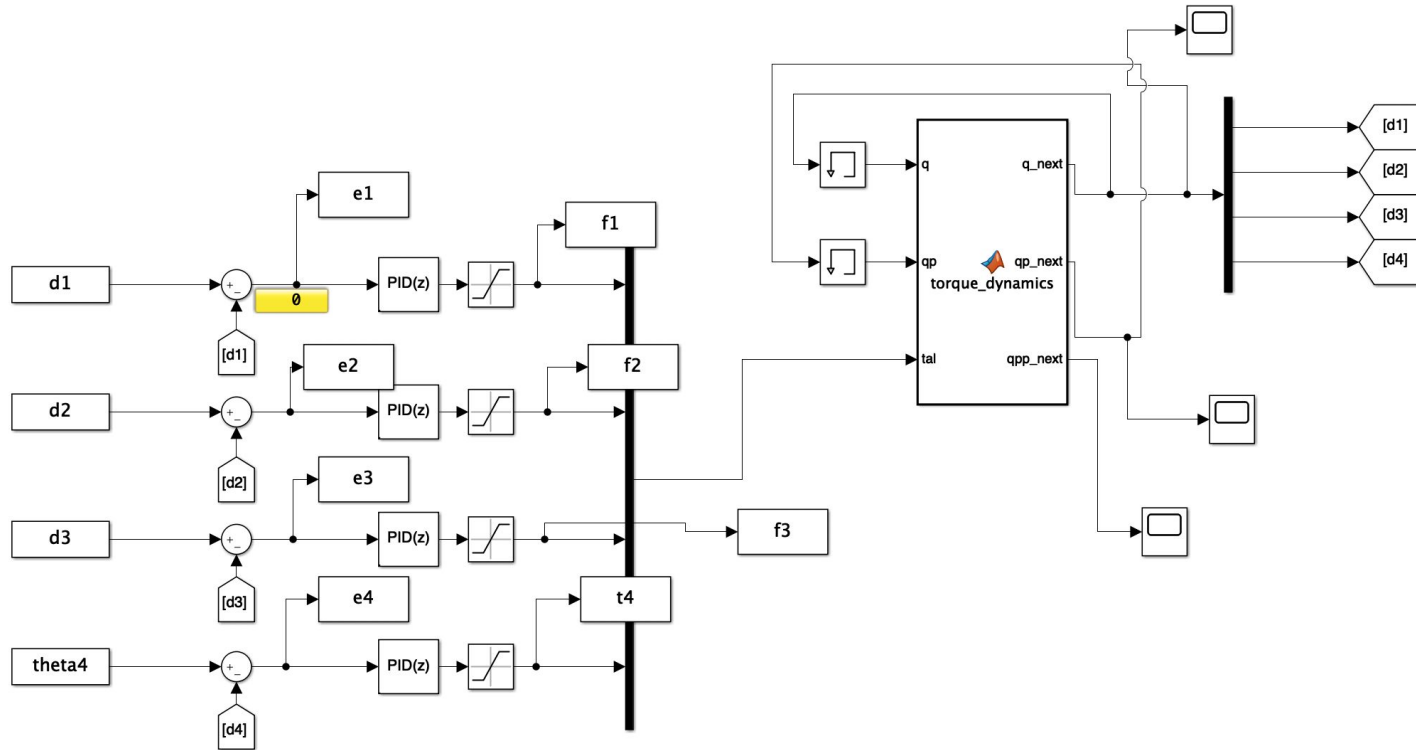 d1
[d1]
e1
0
PID(z)
f1
d2
[d2]
e2
PID(z)
f2
d3
[d3]
e3
PID(z)
f3
theta4
[d4]
e4
PID(z)
t4
q
qp
tal
torque_dynamics
q_next
qp_next
qpp_next
[d1]
[d2]
[d3]
[d4]